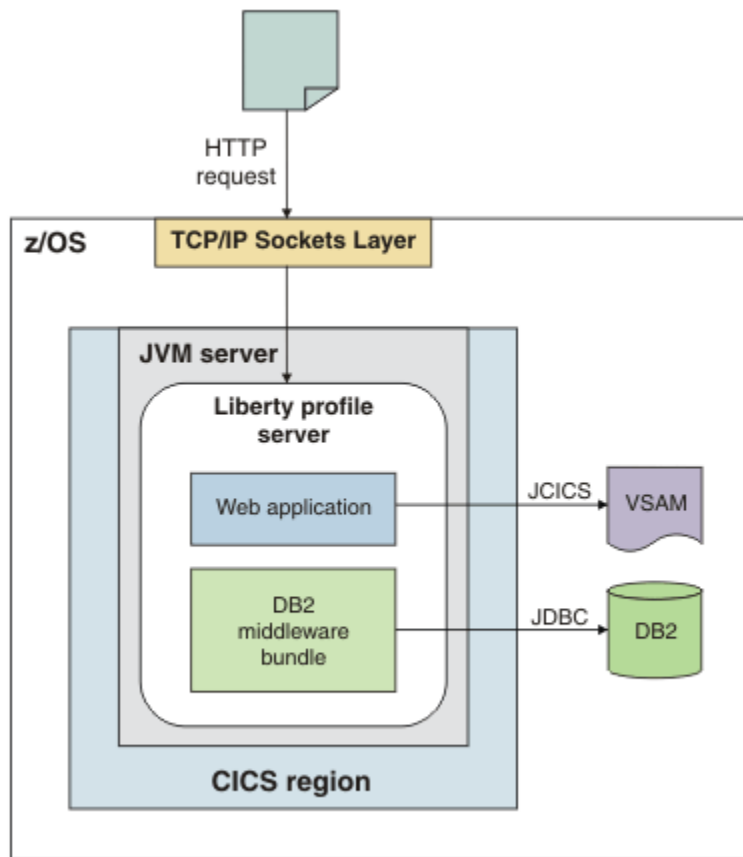 HTTP
request
z/OS
TCP/IP Sockets Layer
JVM server
Liberty profile
server
Web application
JCICS
VSAM
DB2
middleware
bundle
JDBC
DB2
CICS region